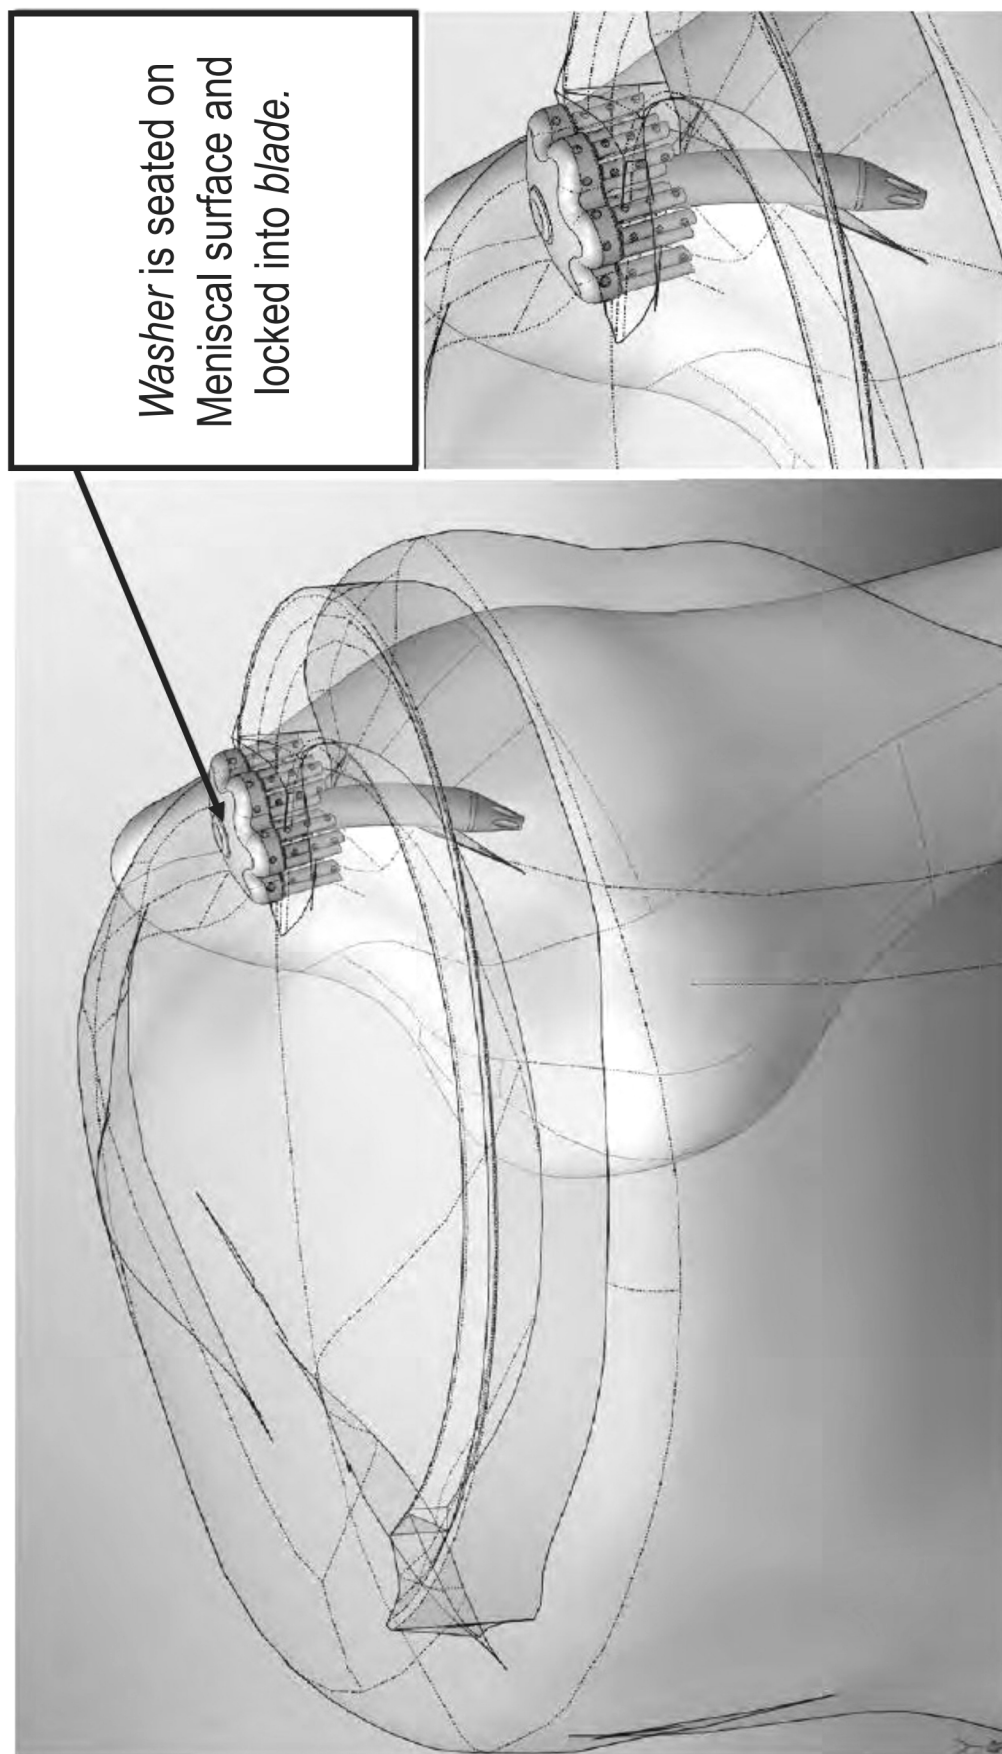 Washer is seated on
Meniscal surface and
locked into blade.